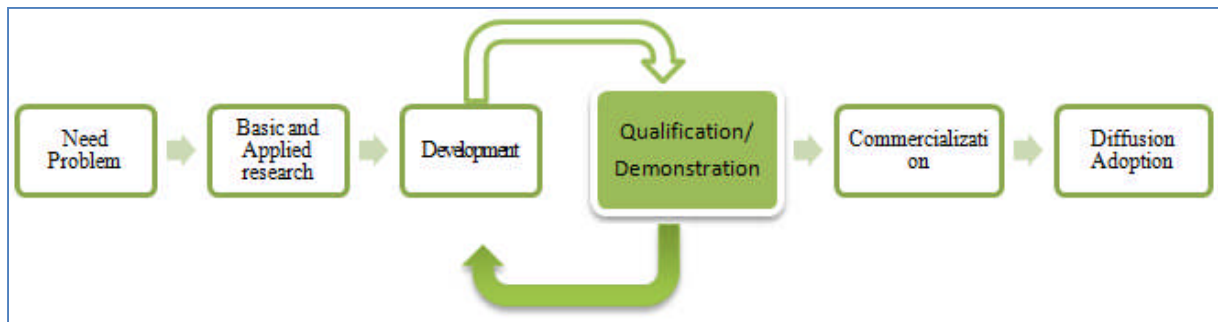 Need
Problem
Basic and
Applied
research
Development
Qualification/
Demonstration
Commercializati
on
Diffusion
Adoption